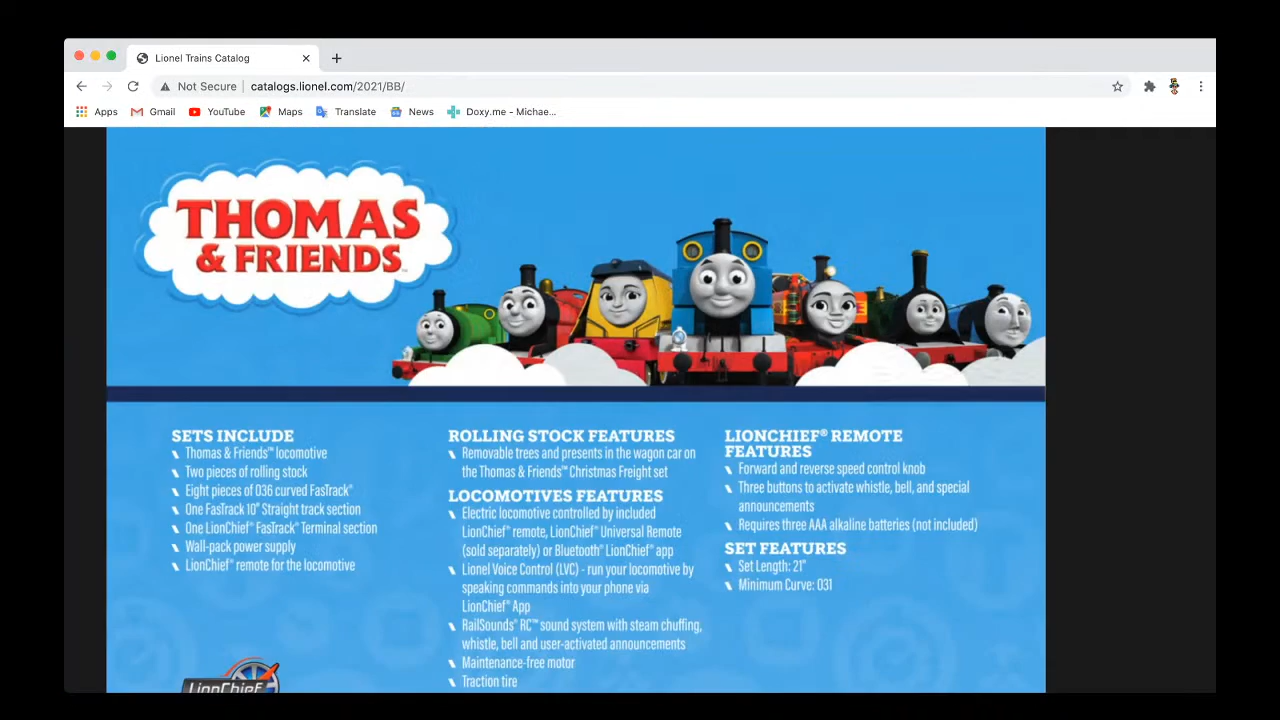 Lionel Trains Catalog
Not Secure | catalogs.lionel.com/2021/BB/
Apps Gmail YouTube Maps Translate News Doxy.me - Michae...
THOMAS
& FRIENDS™
SETS INCLUDE
Thomas & Friends™ locomotive
Two pieces of rolling stock
Eight pieces of O36 curved FasTrack®
One FasTrack 10" Straight track section
One LionChief® FasTrack® Terminal section
Wall-pack power supply
LionChief® remote for the locomotive
ROLLING STOCK FEATURES
Removable trees and presents in the wagon car on
the Thomas & Friends™ Christmas Freight set
LOCOMOTIVES FEATURES
Electric locomotive controlled by included
LionChief® remote, LionChief® Universal Remote
(sold separately) or Bluetooth® LionChief® app
Lionel Voice Control (LVC) - run your locomotive by
speaking commands into your phone via
LionChief® App
RailSounds® RC™ sound system with steam chuffing,
whistle, bell and user-activated announcements
Maintenance-free motor
Traction tire
LIONCHIEF® REMOTE
FEATURES
Forward and reverse speed control knob
Three buttons to activate whistle, bell, and special
announcements
Requires three AAA alkaline batteries (not included)
SET FEATURES
Set Length: 21"
Minimum Curve: O31
LionChief